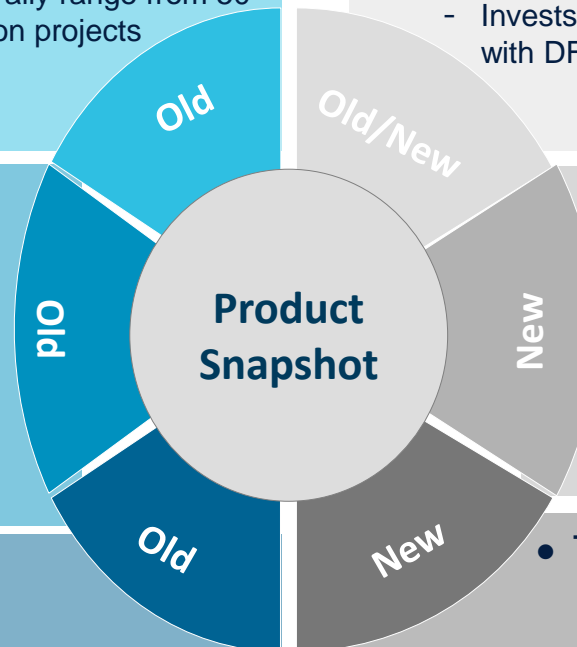 on projects
- Invests
with DF
Old
Old/New
Old
Product
Snapshot
New
Old
New
•